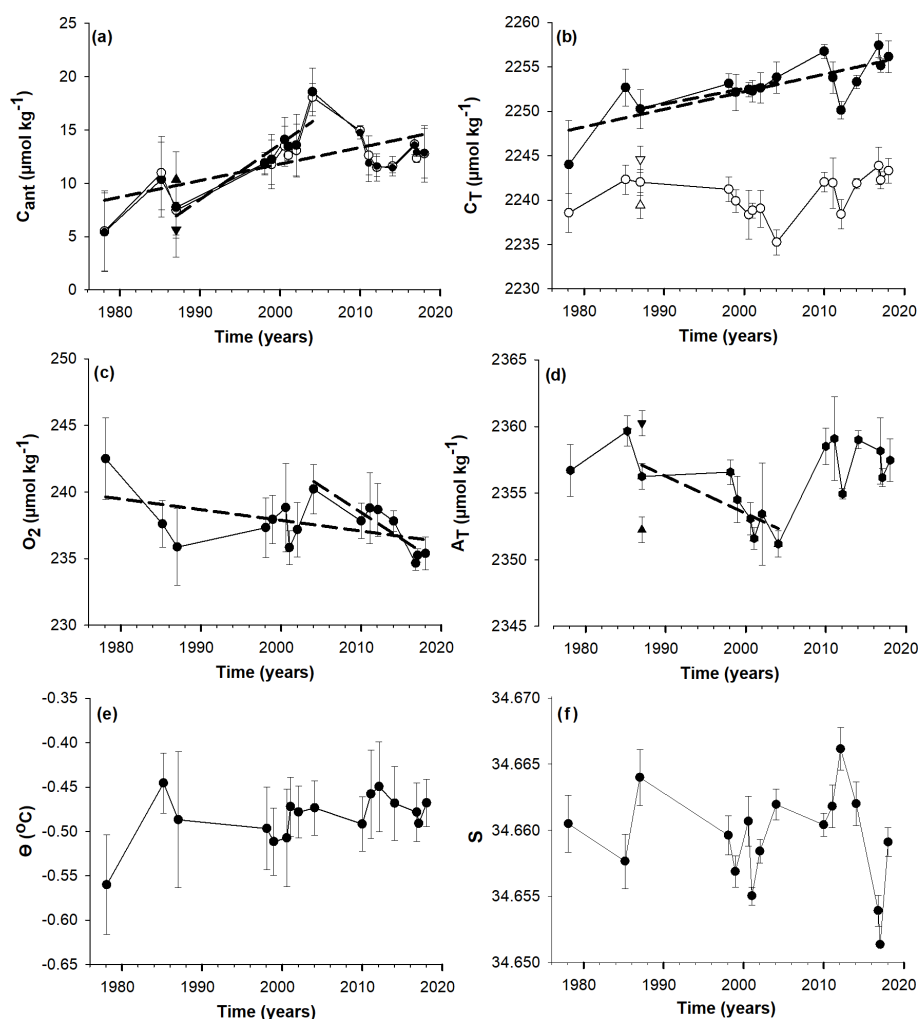 (a)
25
20
15
10
5
0
Cant (µmol kg-1)
1980 1990 2000 2010 2020
Time (years)
(b)
2260
2255
2250
2245
2240
2235
2230
CT (µmol kg-1)
1980 1990 2000 2010 2020
Time (years)
(c)
250
245
240
235
230
O2 (µmol kg-1)
1980 1990 2000 2010 2020
Time (years)
(d)
2365
2360
2355
2350
2345
AT (µmol kg-1)
1980 1990 2000 2010 2020
Time (years)
(e)
-0.35
-0.40
-0.45
-0.50
-0.55
-0.60
-0.65
Θ (ºC)
1980 1990 2000 2010 2020
Time (years)
(f)
34.670
34.665
34.660
34.655
34.650
S
1980 1990 2000 2010 2020
Time (years)